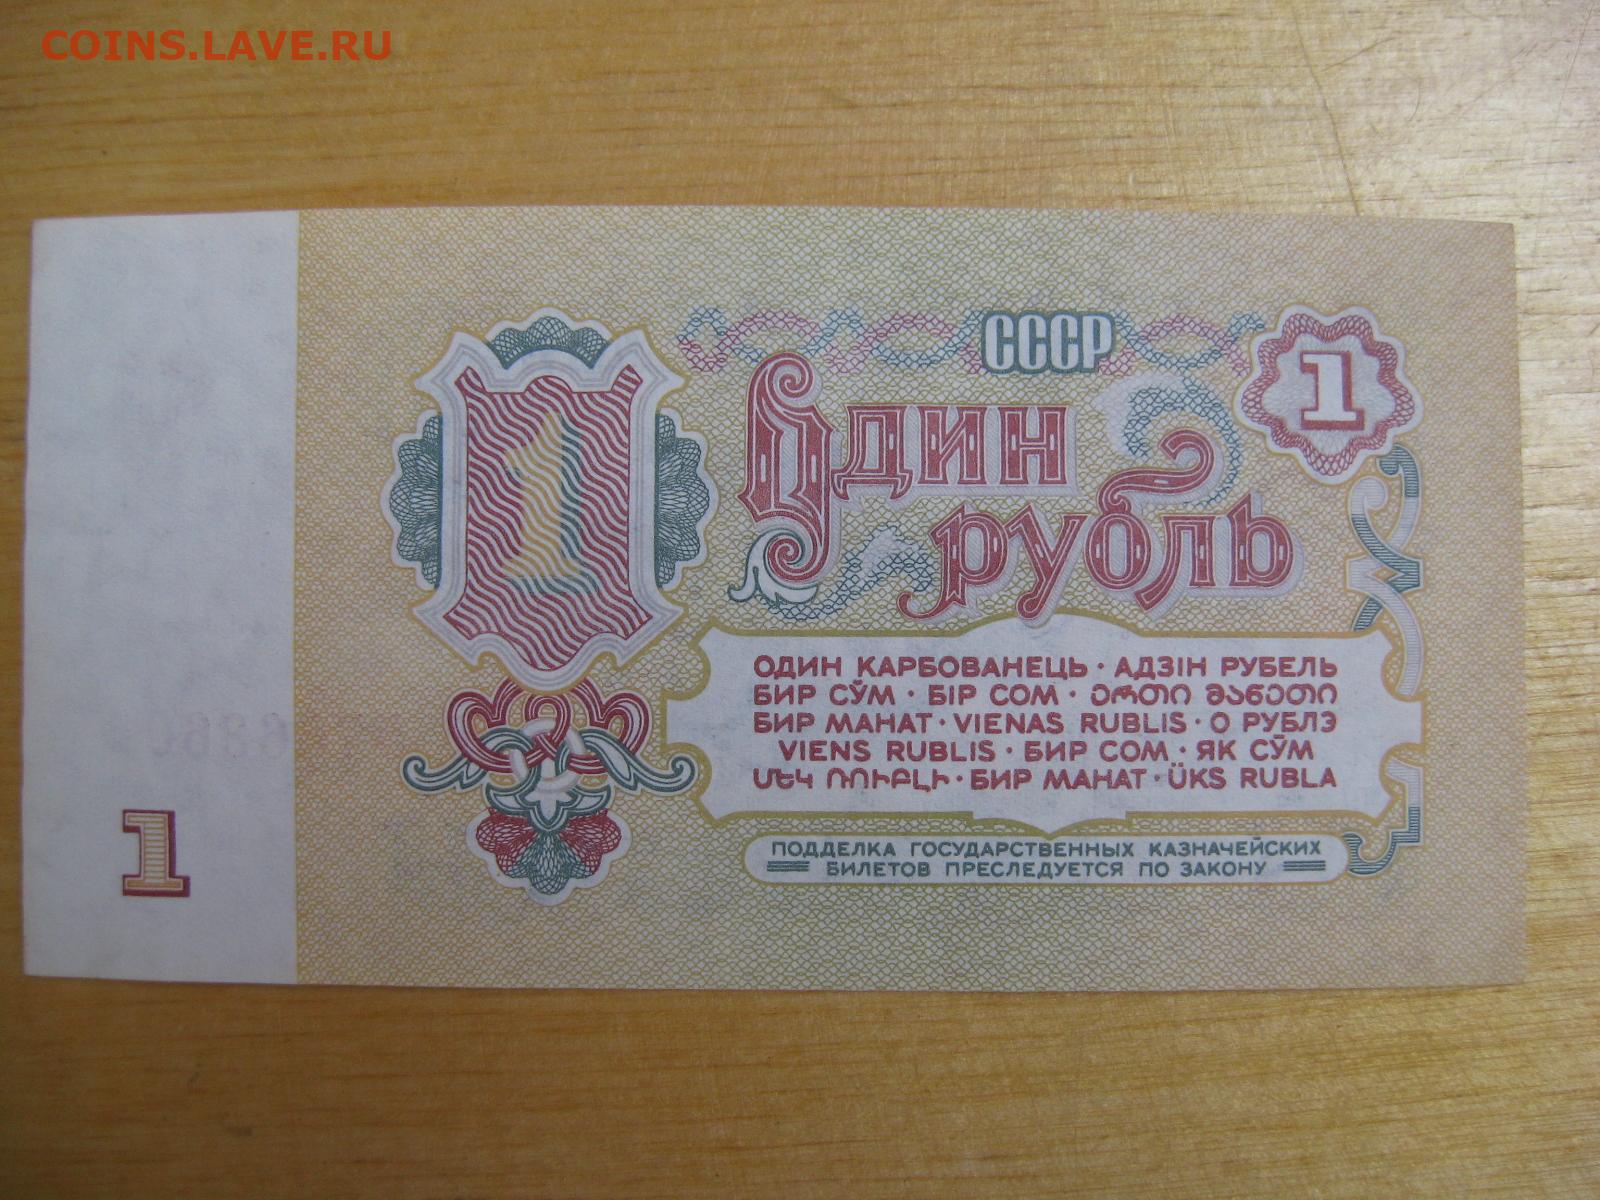 COINS.LAVE.RU
СССР
1
Один
1
рубль
ОДИН КАРБОВАНЕЦЬ · АДЗІН РУБЕЛЬ
БИР СЎМ · БІР СОМ · ერთი მანეთი
БИР МАНАТ · VIENAS RUBLIS · О РУБЛЭ
VIENS RUBLIS · БИР СОМ · ЯК СӮМ
ՄԵԿ ՌՈՒԲԼԻ · БИР МАНАТ · ÜKS RUBLA
ПОДДЕЛКА ГОСУДАРСТВЕННЫХ КАЗНАЧЕЙСКИХ
БИЛЕТОВ ПРЕСЛЕДУЕТСЯ ПО ЗАКОНУ
1